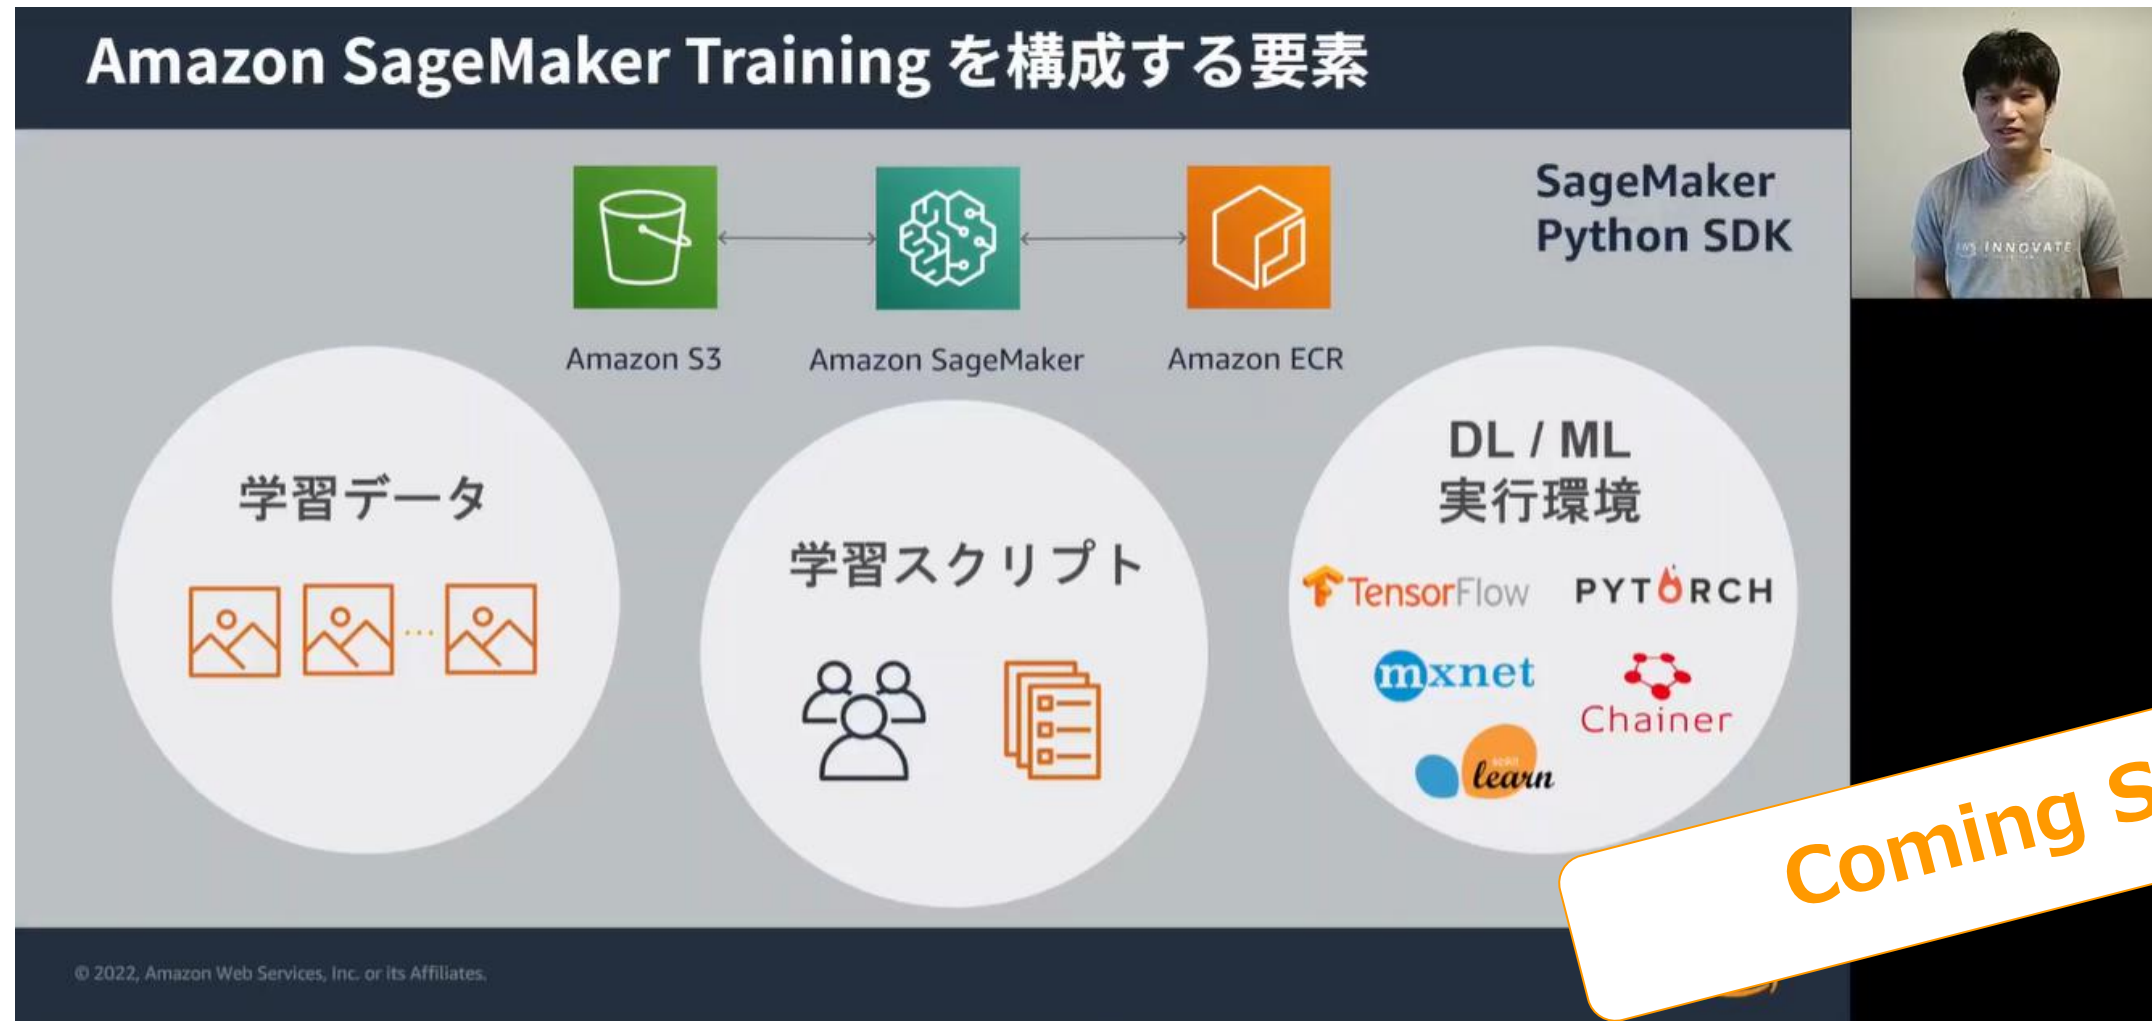 Amazon SageMaker Training を構成する要素
SageMaker
Python SDK
Amazon S3
Amazon SageMaker
Amazon ECR
学習データ
学習スクリプト
DL / ML
実行環境
TensorFlow
PYTORCH
mxnet
Chainer
scikit
learn
INNOVATE
Coming S
© 2022, Amazon Web Services, Inc. or its Affiliates.